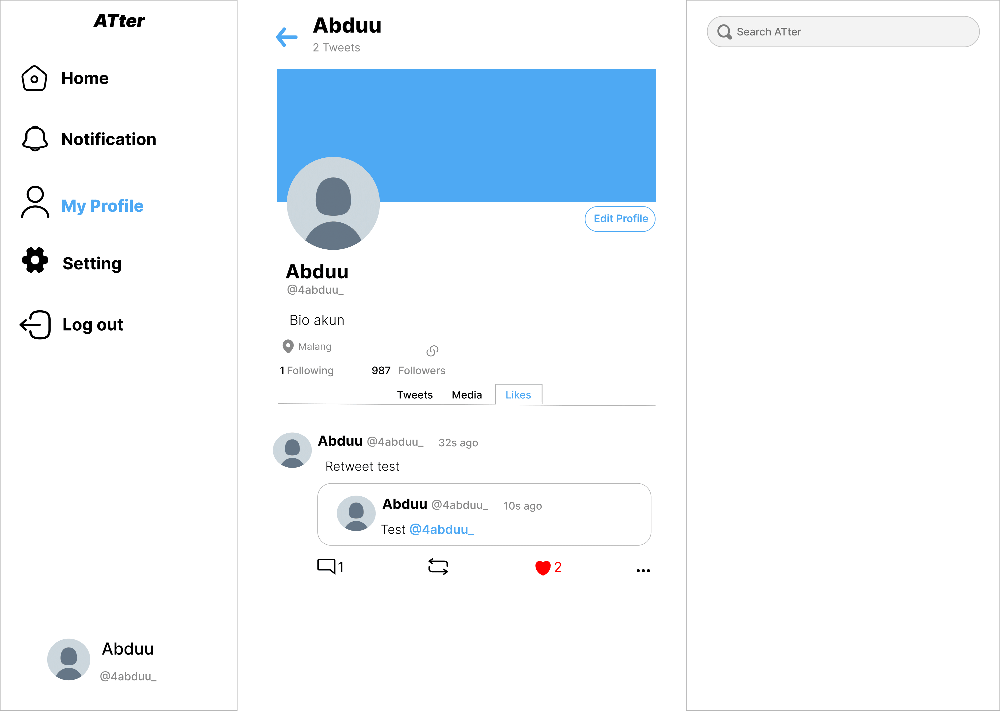 ATter
Home
Notification
My Profile
Setting
Log out
Abduu
@4abduu_
Abduu
2 Tweets
Edit Profile
Abduu
@4abduu_
Bio akun
Malang
1 Following 987 Followers
Tweets Media Likes
Abduu @4abduu_ 32s ago
Retweet test
Abduu @4abduu_ 10s ago
Test @4abduu_
1 2
Search ATter